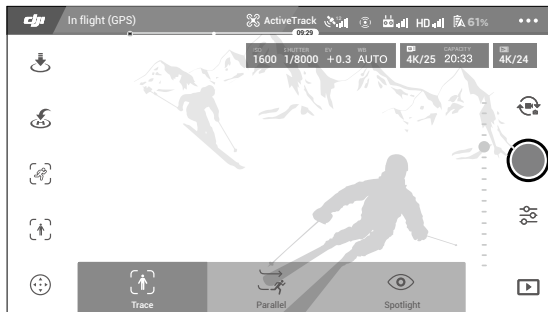 dji In flight (GPS) ActiveTrack HD 61%
09:29
ISO SHUTTER EV WB CAPACITY
1600 1/8000 +0.3 AUTO 4K/25 20:33 4K/24
H
Trace Parallel Spotlight